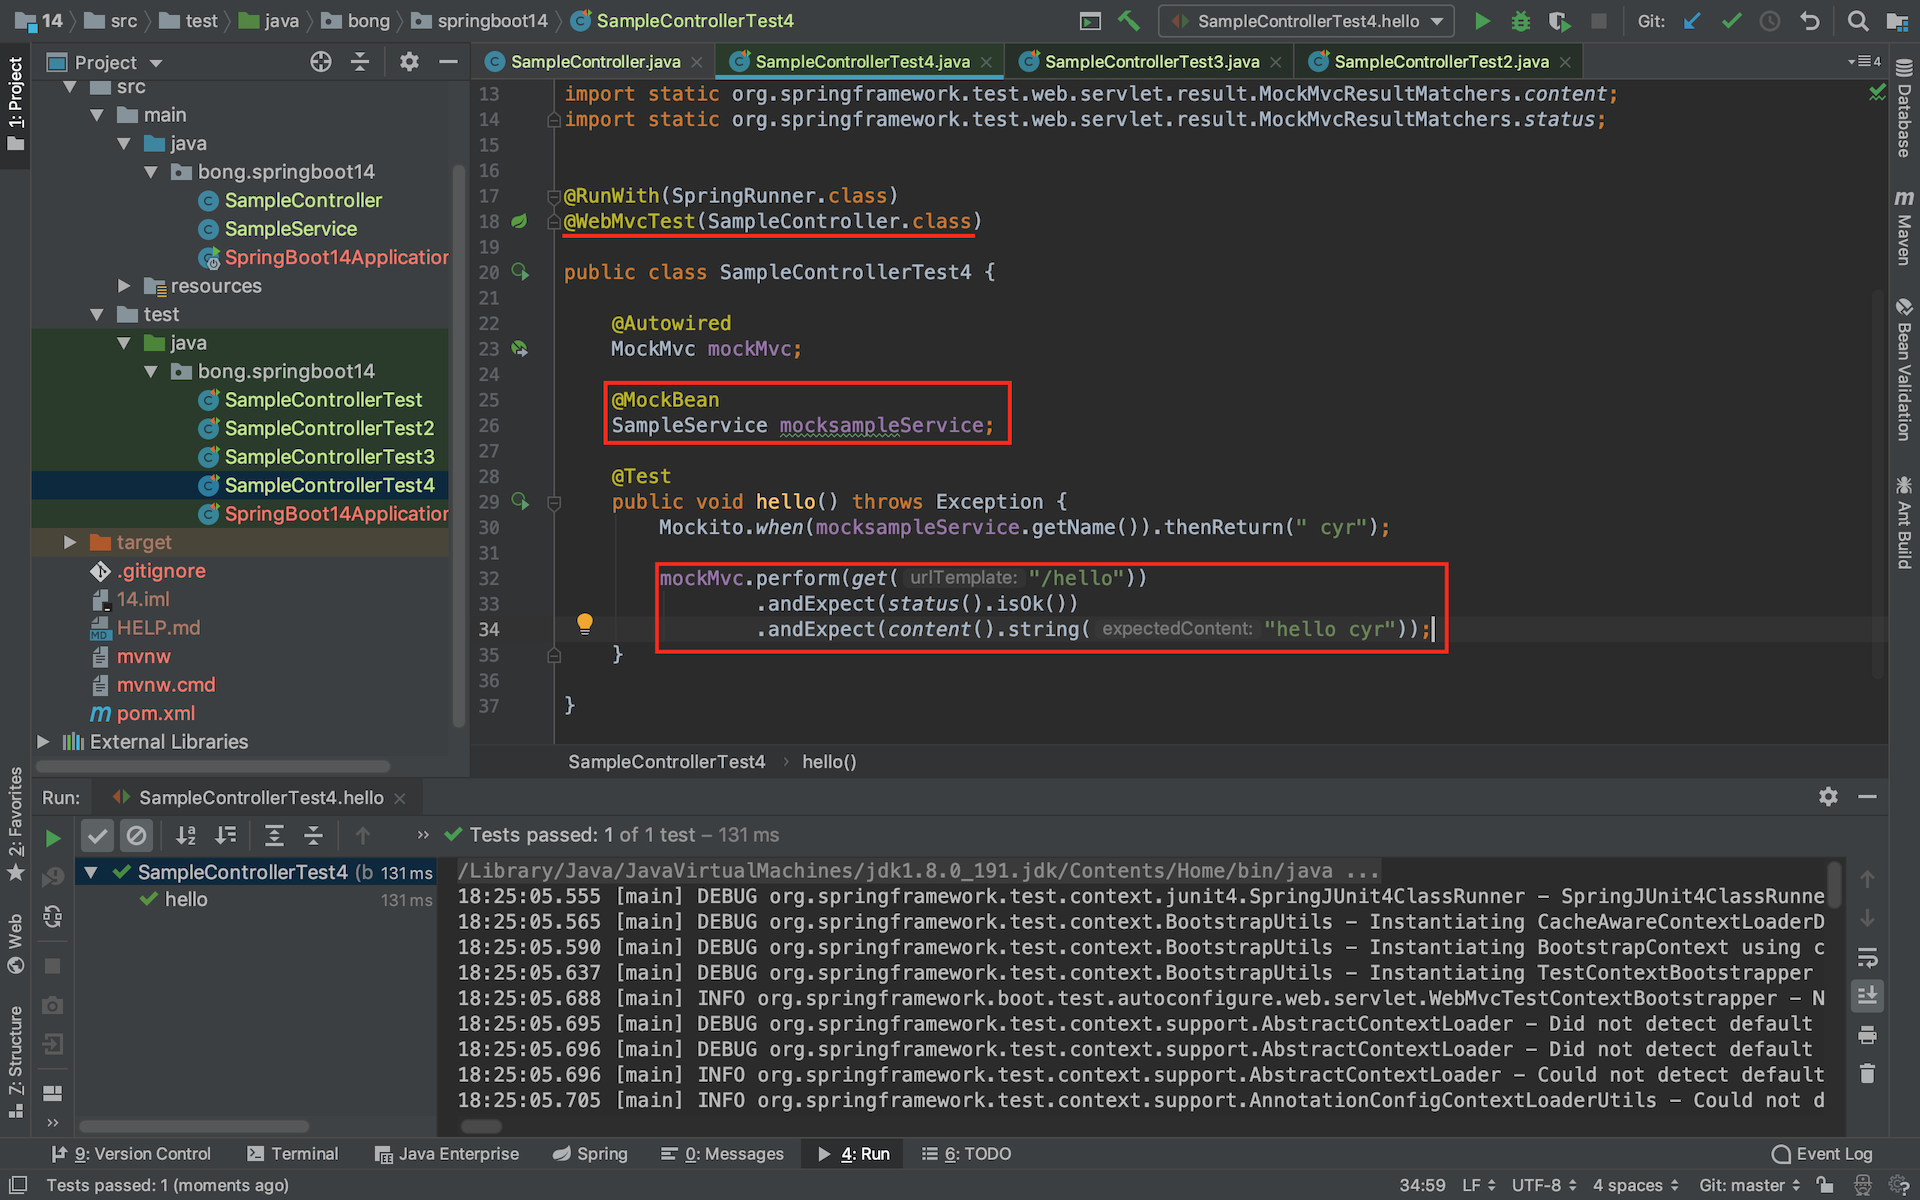 14 src test java bong springboot14 SampleControllerTest4 SampleControllerTest4.hello Git:
Project
SampleController.java SampleControllerTest4.java SampleControllerTest3.java SampleControllerTest2.java 4
1: Project
src
main
java
bong.springboot14
SampleController
SampleService
SpringBoot14Application
resources
test
java
bong.springboot14
SampleControllerTest
SampleControllerTest2
SampleControllerTest3
SampleControllerTest4
SpringBoot14Application
target
.gitignore
14.iml
HELP.md
mvnw
mvnw.cmd
pom.xml
External Libraries
13 import static org.springframework.test.web.servlet.result.MockMvcResultMatchers.content;
14 import static org.springframework.test.web.servlet.result.MockMvcResultMatchers.status;
15
16
17 @RunWith(SpringRunner.class)
18 @WebMvcTest(SampleController.class)
19
20 public class SampleControllerTest4 {
21
22 @Autowired
23 MockMvc mockMvc;
24
25 @MockBean
26 SampleService mocksampleService;
27
28 @Test
29 public void hello() throws Exception {
30 Mockito.when(mocksampleService.getName()).thenReturn(" cyr");
31
32 mockMvc.perform(get( urlTemplate: "/hello"))
33 .andExpect(status().isOk())
34 .andExpect(content().string( expectedContent: "hello cyr"));
35 }
36
37 }
SampleControllerTest4 › hello()
Database
m Maven
Bean Validation
Ant Build
2: Favorites
Web
Z: Structure
Run: SampleControllerTest4.hello
» Tests passed: 1 of 1 test – 131 ms
SampleControllerTest4 (b 131 ms
hello 131 ms
/Library/Java/JavaVirtualMachines/jdk1.8.0_191.jdk/Contents/Home/bin/java ...
18:25:05.555 [main] DEBUG org.springframework.test.context.junit4.SpringJUnit4ClassRunner – SpringJUnit4ClassRunne
18:25:05.565 [main] DEBUG org.springframework.test.context.BootstrapUtils – Instantiating CacheAwareContextLoaderD
18:25:05.590 [main] DEBUG org.springframework.test.context.BootstrapUtils – Instantiating BootstrapContext using c
18:25:05.637 [main] DEBUG org.springframework.test.context.BootstrapUtils – Instantiating TestContextBootstrapper
18:25:05.688 [main] INFO org.springframework.boot.test.autoconfigure.web.servlet.WebMvcTestContextBootstrapper – N
18:25:05.695 [main] DEBUG org.springframework.test.context.support.AbstractContextLoader – Did not detect default
18:25:05.696 [main] DEBUG org.springframework.test.context.support.AbstractContextLoader – Did not detect default
18:25:05.696 [main] INFO org.springframework.test.context.support.AbstractContextLoader – Could not detect default
18:25:05.705 [main] INFO org.springframework.test.context.support.AnnotationConfigContextLoaderUtils – Could not d
9: Version Control Terminal Java Enterprise Spring 0: Messages 4: Run 6: TODO Event Log
Tests passed: 1 (moments ago) 34:59 LF UTF-8 4 spaces Git: master